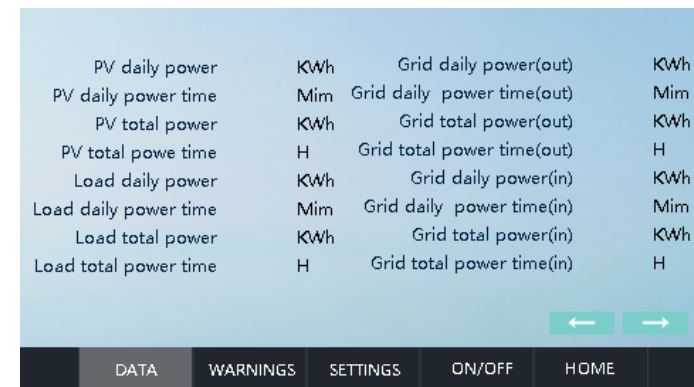 PV daily power KWh Grid daily power(out) KWh
PV daily power time Mim Grid daily power time(out) Mim
PV total power KWh Grid total power(out) KWh
PV total powe time H Grid total power time(out) H
Load daily power KWh Grid daily power(in) KWh
Load daily power time Mim Grid daily power time(in) Mim
Load total power KWh Grid total power(in) KWh
Load total power time H Grid total power time(in) H
← →
DATA WARNINGS SETTINGS ON/OFF HOME